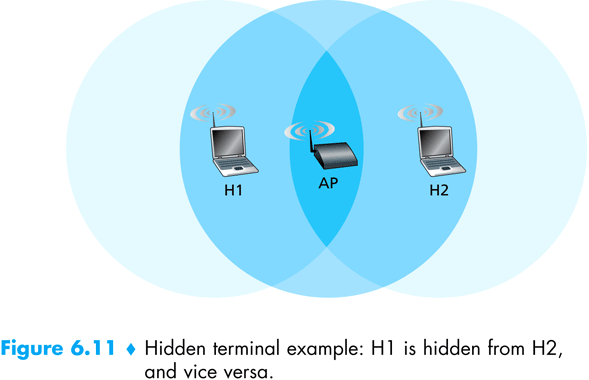 H1
AP
H2
Figure 6.11 ♦ Hidden terminal example: H1 is hidden from H2,
and vice versa.